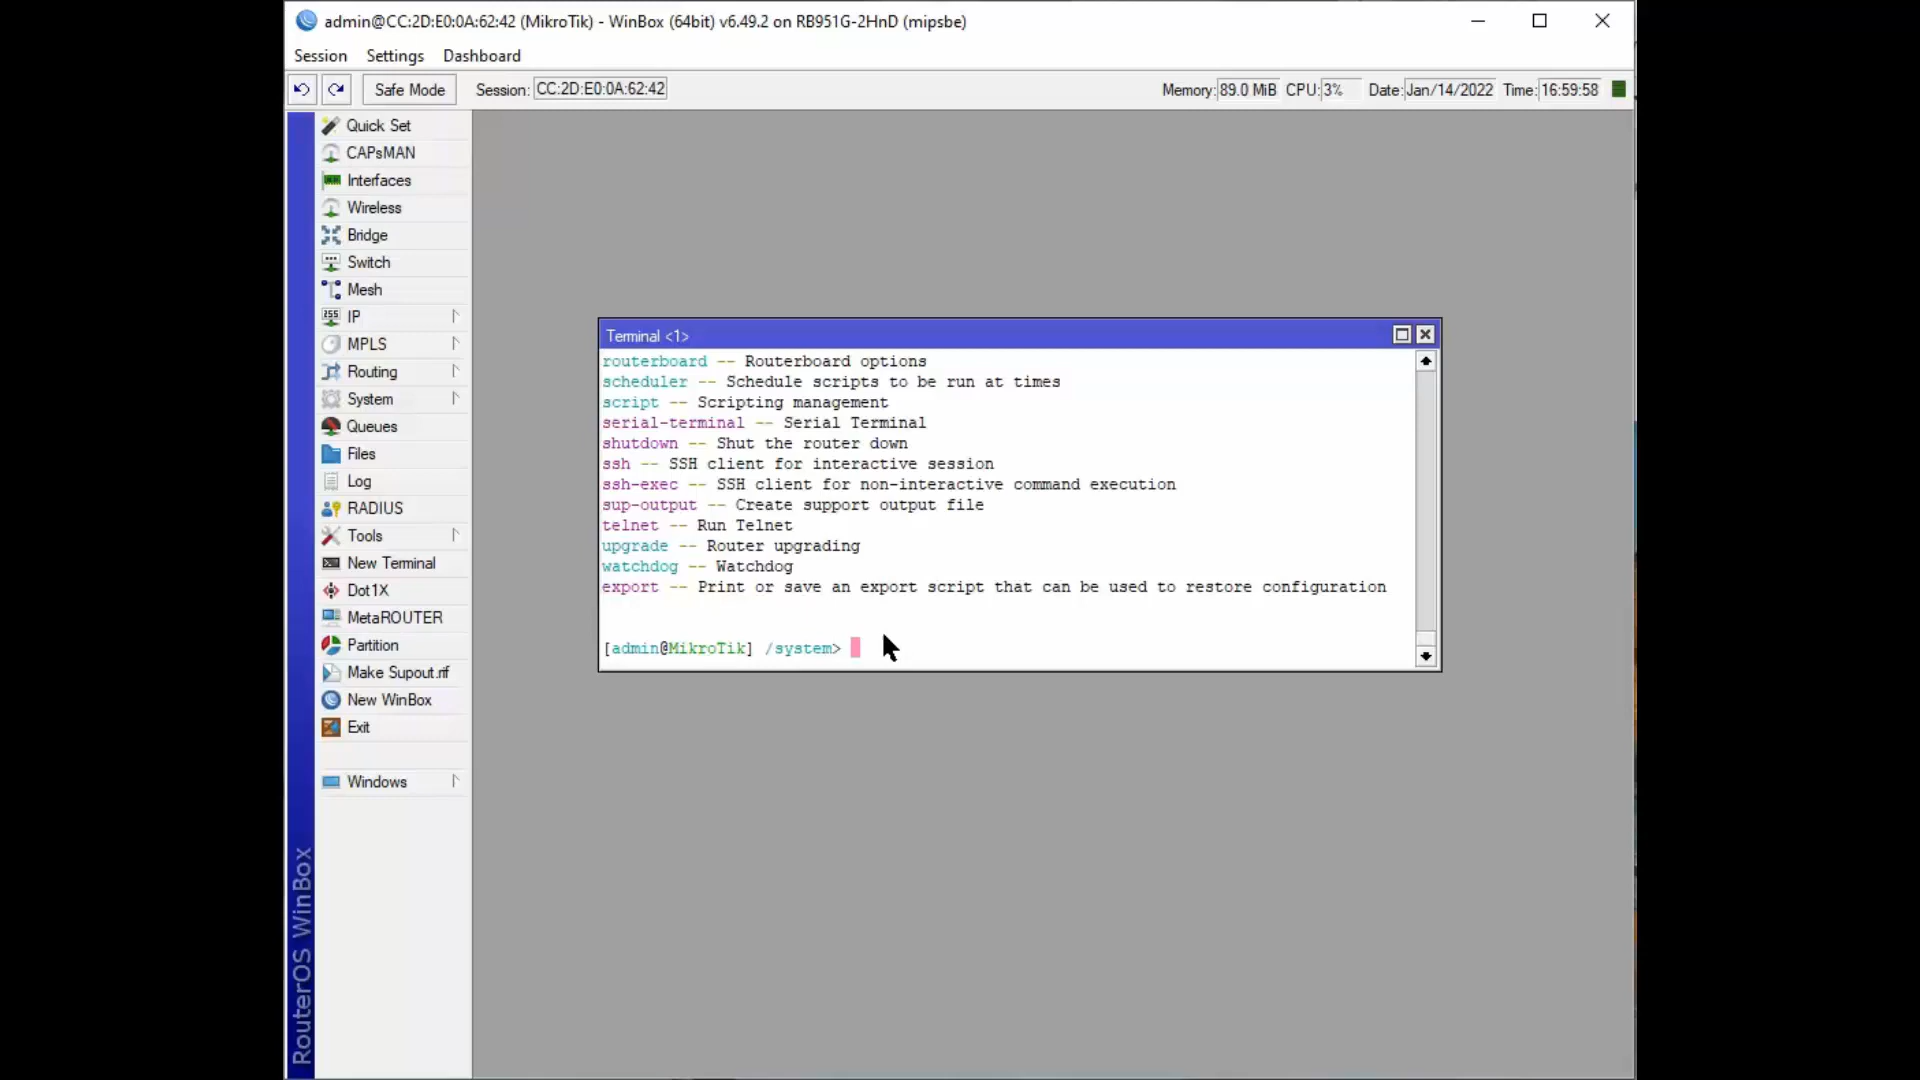 admin@CC:2D:E0:0A:62:42 (MikroTik) - WinBox (64bit) v6.49.2 on RB951G-2HnD (mipsbe)
Session Settings Dashboard
Safe Mode Session: CC:2D:E0:0A:62:42 Memory: 89.0 MiB CPU: 3% Date: Jan/14/2022 Time: 16:59:58
Quick Set
CAPsMAN
Interfaces
Wireless
Bridge
Switch
Mesh
IP
MPLS
Routing
System
Queues
Files
Log
RADIUS
Tools
New Terminal
Dot1X
MetaROUTER
Partition
Make Supout.rif
New WinBox
Exit
Windows
RouterOS WinBox
Terminal <1>
routerboard -- Routerboard options
scheduler -- Schedule scripts to be run at times
script -- Scripting management
serial-terminal -- Serial Terminal
shutdown -- Shut the router down
ssh -- SSH client for interactive session
ssh-exec -- SSH client for non-interactive command execution
sup-output -- Create support output file
telnet -- Run Telnet
upgrade -- Router upgrading
watchdog -- Watchdog
export -- Print or save an export script that can be used to restore configuration
[admin@MikroTik] /system>